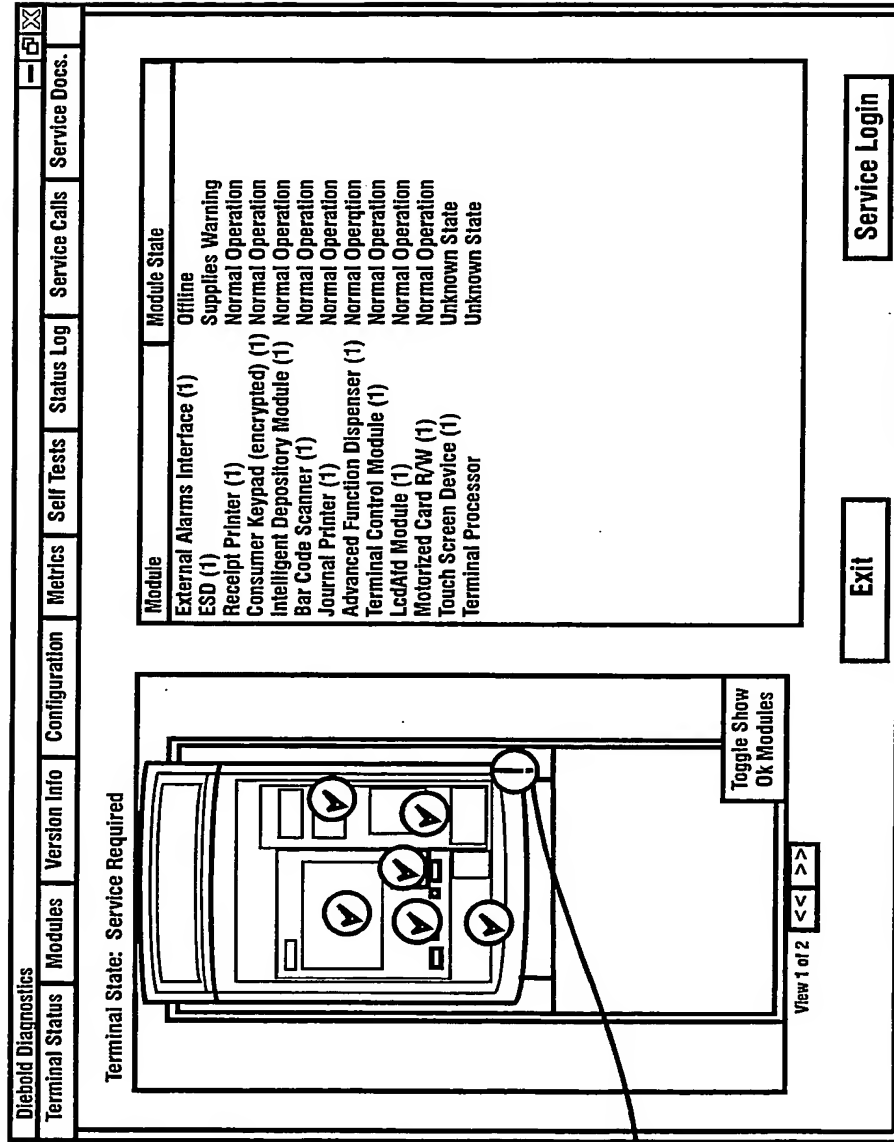 Diebold Diagnostics
Terminal Status Modules Version Info Configuration Metrics Self Tests Status Log Service Calls Service Docs.
Terminal State: Service Required
Module Module State
External Alarms Interface (1) Offline
ESD (1) Supplies Warning
Receipt Printer (1) Normal Operation
Consumer Keypad (encrypted) (1) Normal Operation
Intelligent Depository Module (1) Normal Operation
Bar Code Scanner (1) Normal Operation
Journal Printer (1) Normal Operation
Advanced Function Dispenser (1) Normal Operqtion
Terminal Control Module (1) Normal Operation
LcdAfd Module (1) Normal Operation
Motorized Card R/W (1) Normal Operation
Touch Screen Device (1) Unknown State
Terminal Processor Unknown State
Toggle Show
Ok Modules
View 1 of 2 << >>
Exit Service Login